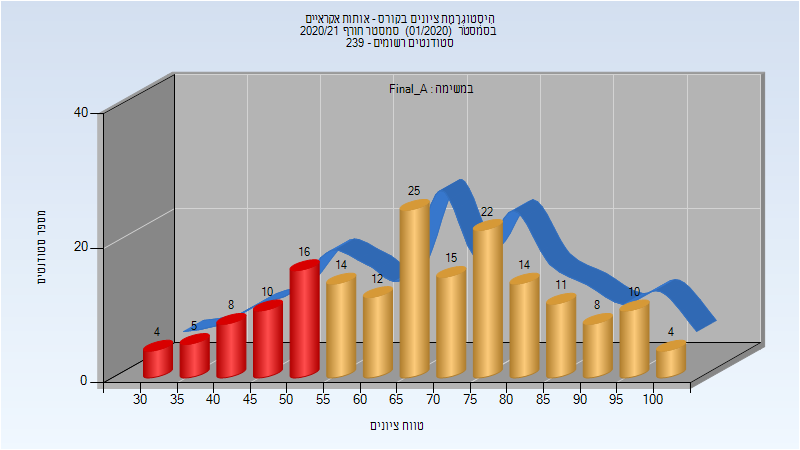 היסטוגרמת ציונים בקורס - אותות אקראיים
בסמסטר (01/2020) סמסטר חורף 2020/21
סטודנטים רשומים - 239
במשימה : Final_A
מספר סטודנטים
40
20
0
4
5
8
10
16
14
12
25
15
22
14
11
8
10
4
30 35 40 45 50 55 60 65 70 75 80 85 90 95 100
טווח ציונים